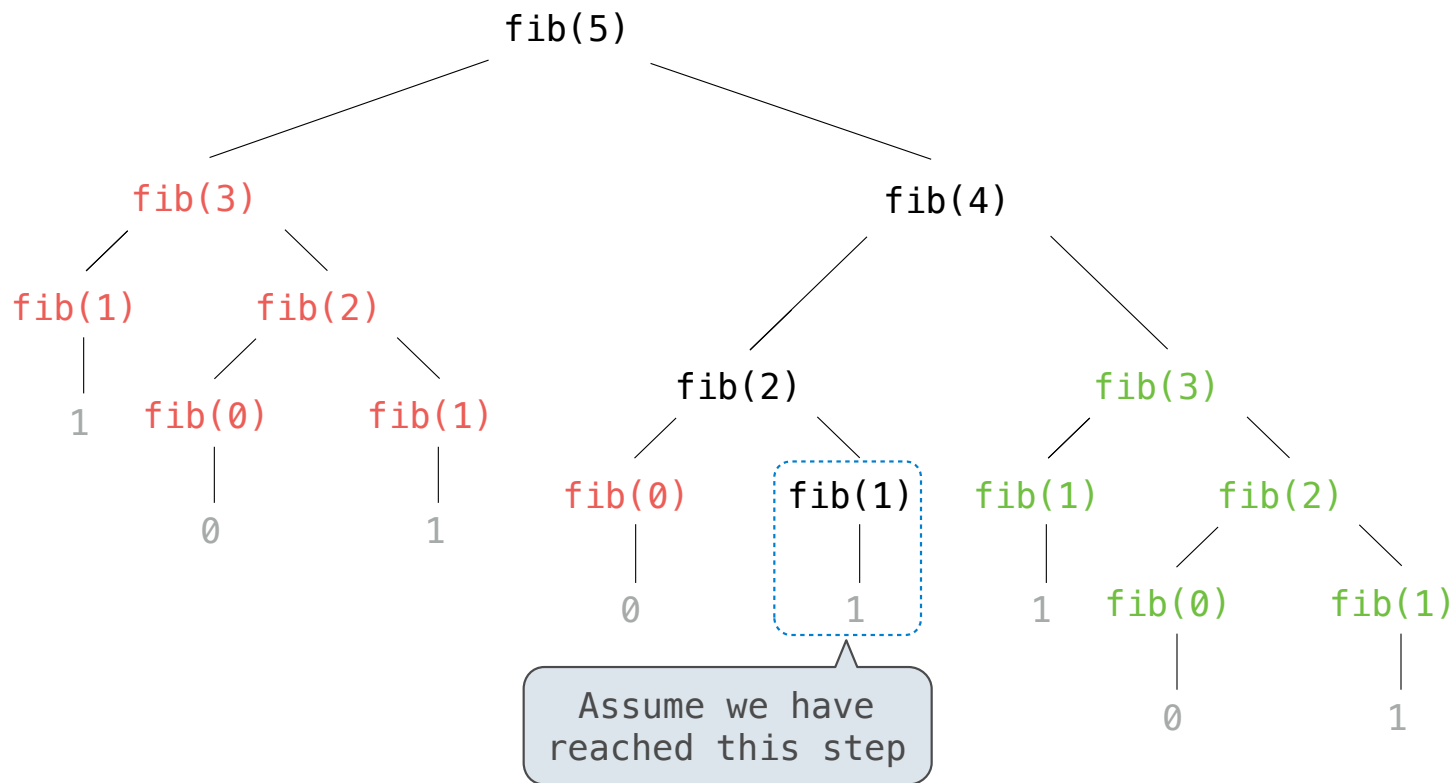 fib(5)
fib(3)
fib(4)
fib(1)
fib(2)
fib(2)
fib(3)
1
fib(0)
fib(1)
fib(0)
fib(1)
fib(1)
fib(2)
0
1
0
1
1
fib(0)
fib(1)
0
1
Assume we have
reached this step